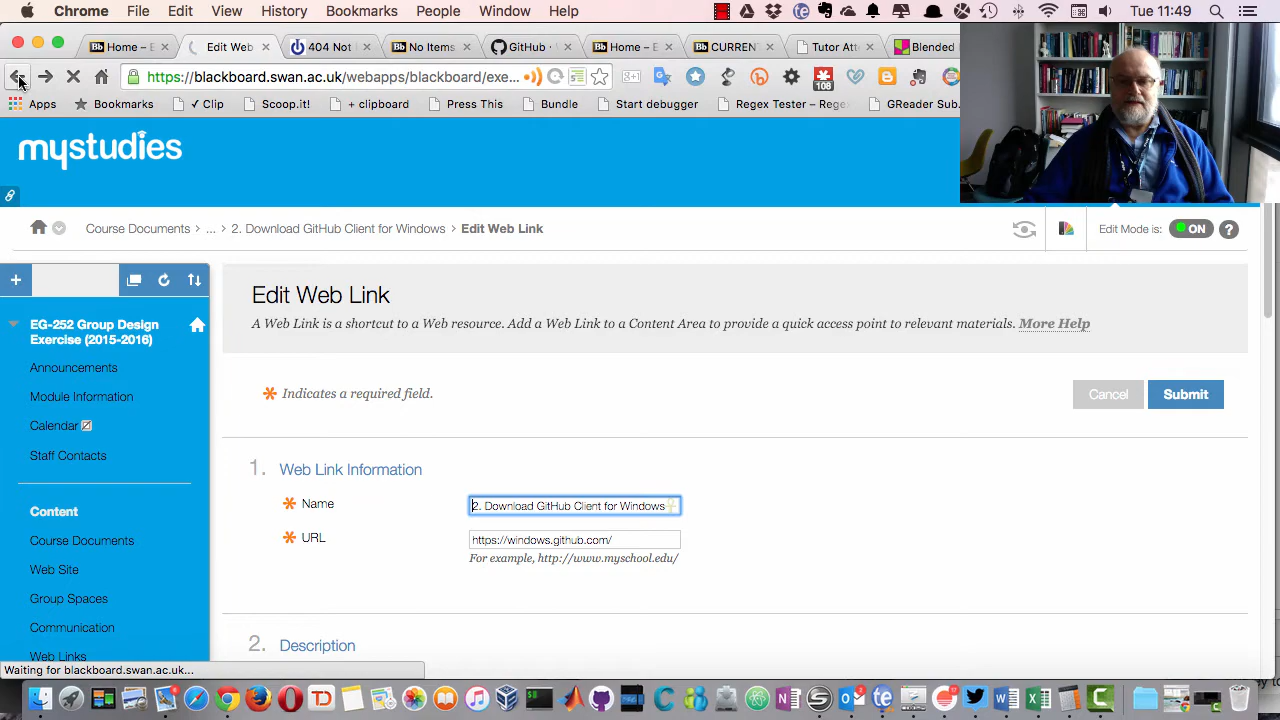 Chrome File Edit View History Bookmarks People Window Help Tue 11:49
Home – E Edit Web 404 Not No Items GitHub Home – E CURREN Tutor Atte Blended
https://blackboard.swan.ac.uk/webapps/blackboard/exe... 108
Apps Bookmarks ✓ Clip Scoop.it! + clipboard Press This Bundle Start debugger Regex Tester – Rege GReader Sub
mystudies
Course Documents > ... > 2. Download GitHub Client for Windows > Edit Web Link Edit Mode is: ON ?
Edit Web Link
A Web Link is a shortcut to a Web resource. Add a Web Link to a Content Area to provide a quick access point to relevant materials. More Help
EG-252 Group Design
Exercise (2015-2016)
Announcements
Module Information
Calendar
Staff Contacts
Content
Course Documents
Web Site
Group Spaces
Communication
Web Links
Indicates a required field.
Cancel Submit
1. Web Link Information
Name 2. Download GitHub Client for Windows
URL https://windows.github.com/
For example, http://www.myschool.edu/
2. Description
Waiting for blackboard.swan.ac.uk...